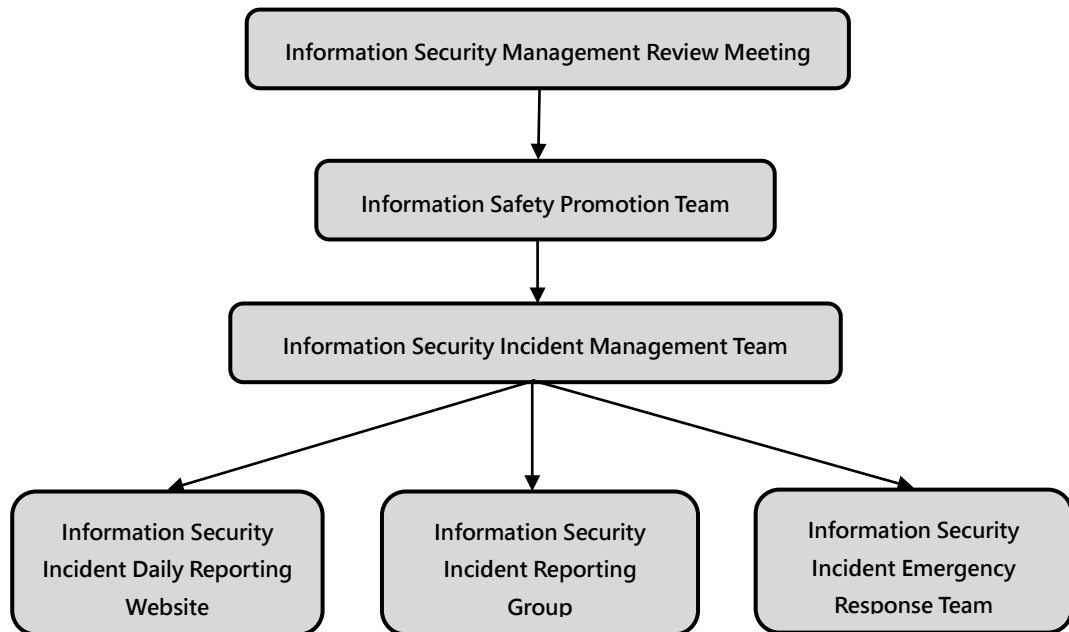 Information Security Management Review Meeting
Information Safety Promotion Team
Information Security Incident Management Team
Information Security
Incident Daily Reporting
Website
Information Security
Incident Reporting
Group
Information Security
Incident Emergency
Response Team